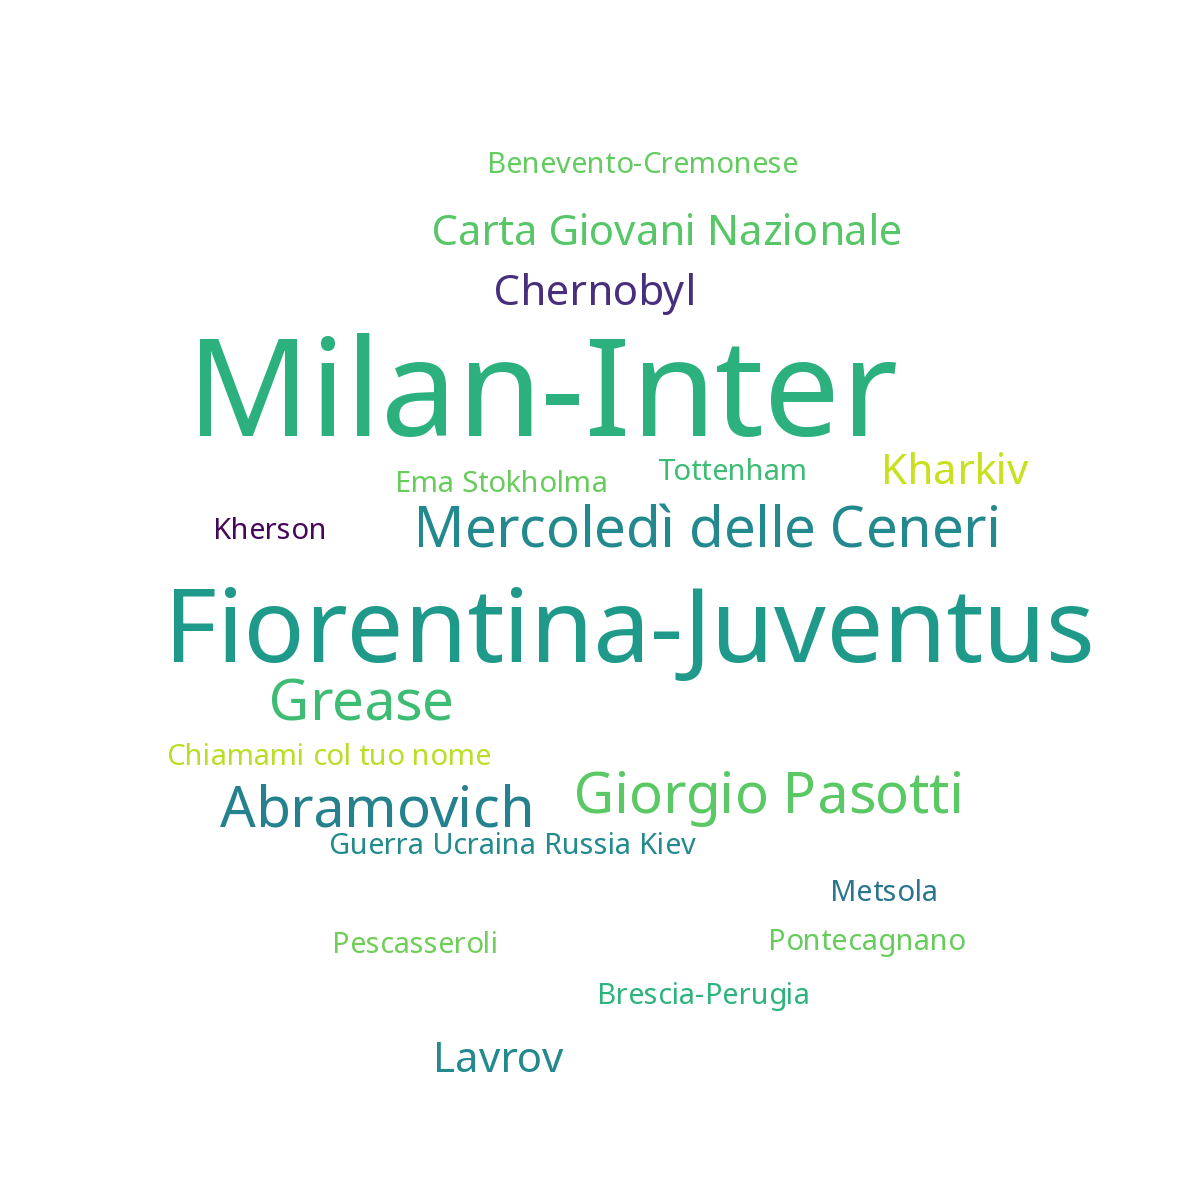 Benevento-Cremonese
Carta Giovani Nazionale
Chernobyl
Milan-Inter
Ema Stokholma
Tottenham
Kharkiv
Kherson
Mercoledì delle Ceneri
Fiorentina-Juventus
Grease
Chiamami col tuo nome
Abramovich
Giorgio Pasotti
Guerra Ucraina Russia Kiev
Metsola
Pescasseroli
Pontecagnano
Brescia-Perugia
Lavrov